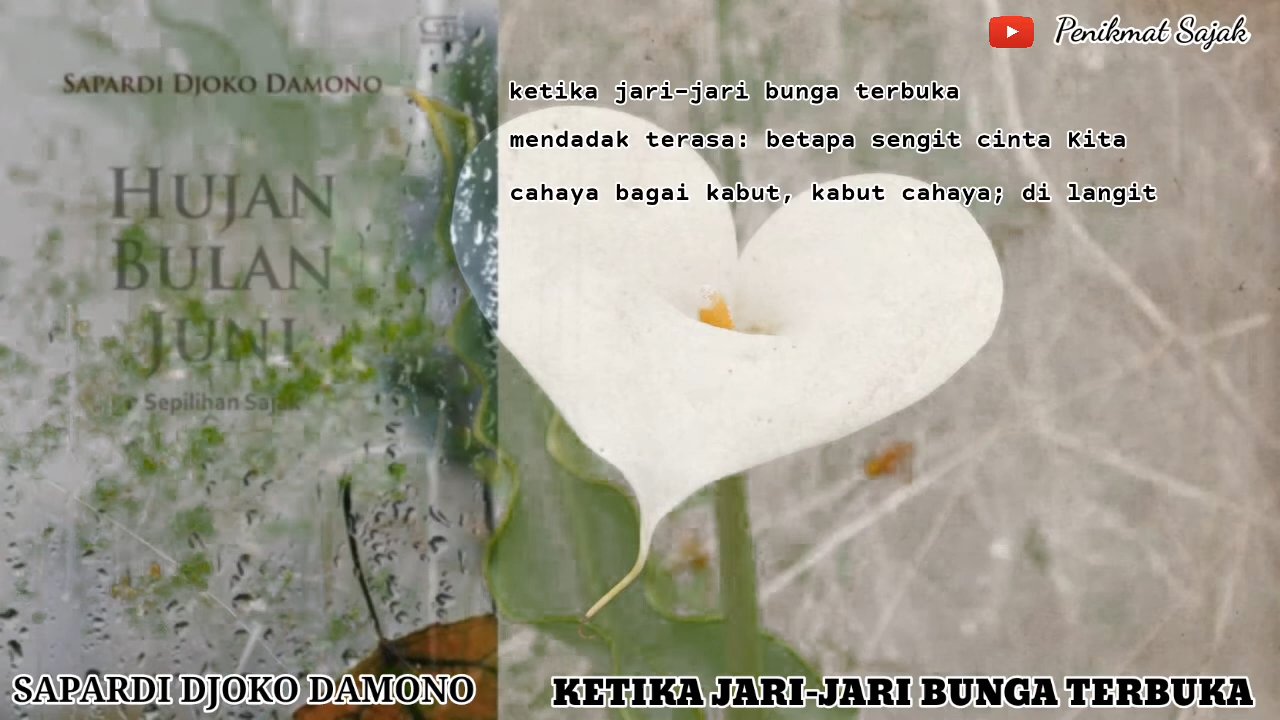 Penikmat Sajak
SAPARDI DJOKO DAMONO
HUJAN
BULAN
JUNI
Sepilihan Sajak
ketika jari-jari bunga terbuka
mendadak terasa: betapa sengit cinta Kita
cahaya bagai kabut, kabut cahaya; di langit
SAPARDI DJOKO DAMONO
KETIKA JARI-JARI BUNGA TERBUKA